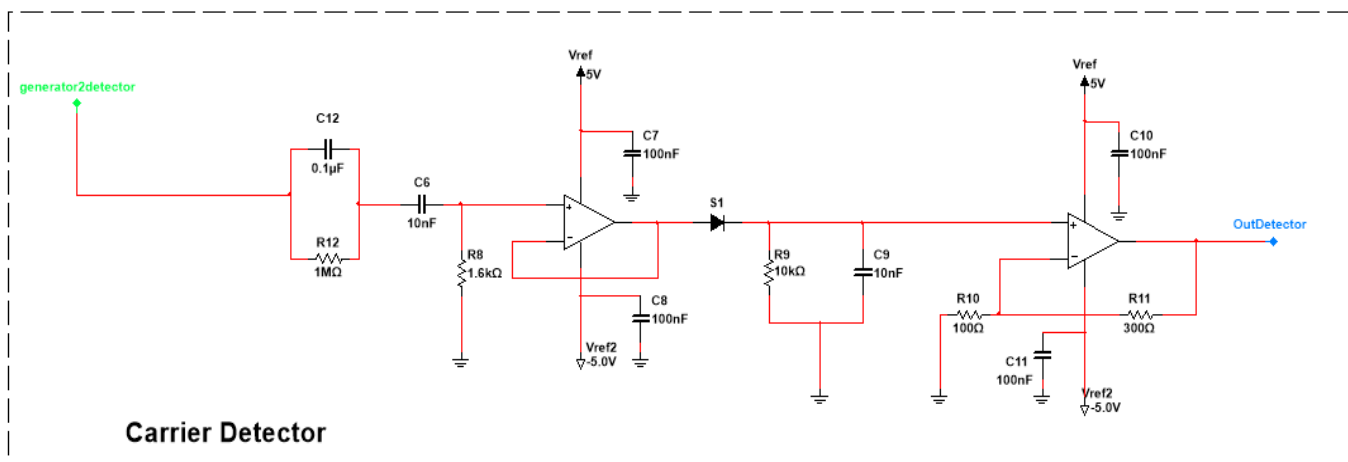 Vref
5V
Vref
5V
generator2detector
C12
0.1µF
C7
100nF
C10
100nF
C6
10nF
S1
+
−
+
−
OutDetector
R12
1MΩ
R8
1.6kΩ
R9
10kΩ
C9
10nF
R10
100Ω
R11
300Ω
C8
100nF
Vref2
-5.0V
C11
100nF
Vref2
-5.0V
Carrier Detector